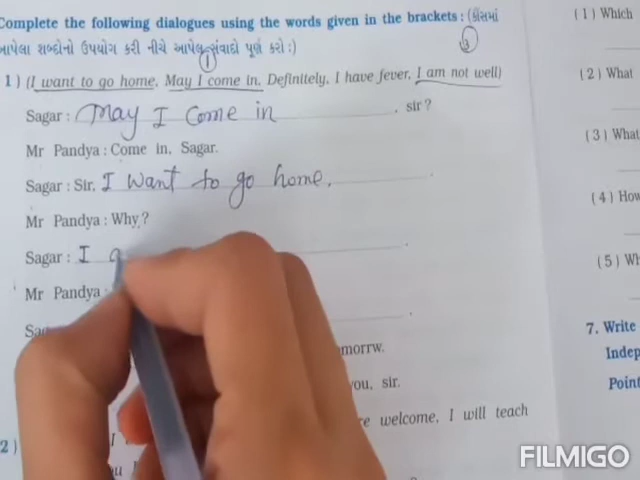 Complete the following dialogues using the words given in the brackets : (કૌંસમાં
આપેલા શબ્દોનો ઉપયોગ કરી નીચે આપેલ સંવાદો પૂર્ણ કરો :)
1
3
1 ) (I want to go home, May I come in, Definitely, I have fever, I am not well)
Sagar : May I Come in , sir ?
Mr Pandya : Come in, Sagar.
Sagar : Sir, I want to go home. .
Mr Pandya : Why ?
Sagar : I a .
Mr Pandya
morrw.
you, sir.
welcome, I will teach
2 )
( 1 ) Which
( 2 ) What
( 3 ) What
( 4 ) How
( 5 ) Wh
7. Write
Indep
Point
FILMIGO